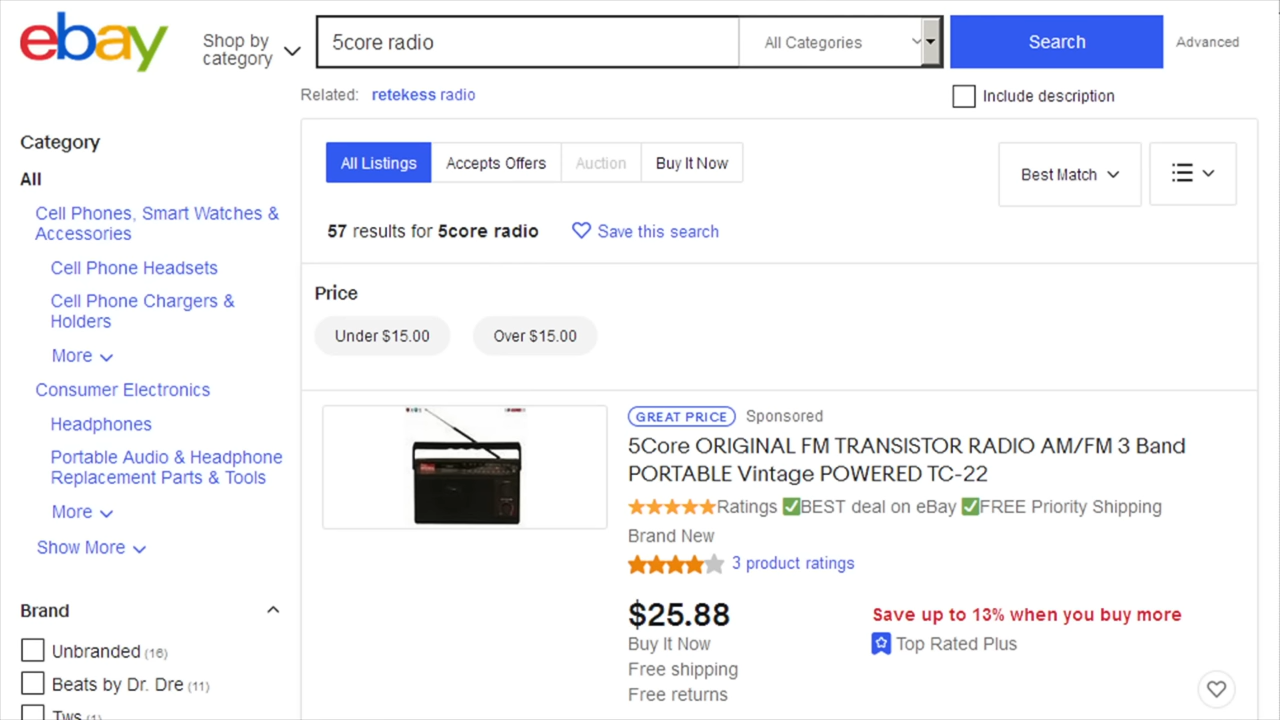 ebay
Shop by
category
5core radio
All Categories
Search
Advanced
Related: retekess radio
Include description
Category
All
Cell Phones, Smart Watches &
Accessories
Cell Phone Headsets
Cell Phone Chargers &
Holders
More
Consumer Electronics
Headphones
Portable Audio & Headphone
Replacement Parts & Tools
More
Show More
Brand
Unbranded (16)
Beats by Dr. Dre (11)
Tws (1)
All Listings
Accepts Offers
Auction
Buy It Now
Best Match
57 results for 5core radio
Save this search
Price
Under $15.00
Over $15.00
GREAT PRICE Sponsored
5Core ORIGINAL FM TRANSISTOR RADIO AM/FM 3 Band
PORTABLE Vintage POWERED TC-22
⭐⭐⭐⭐⭐Ratings ✅BEST deal on eBay ✅FREE Priority Shipping
Brand New
3 product ratings
$25.88
Buy It Now
Free shipping
Free returns
Save up to 13% when you buy more
Top Rated Plus